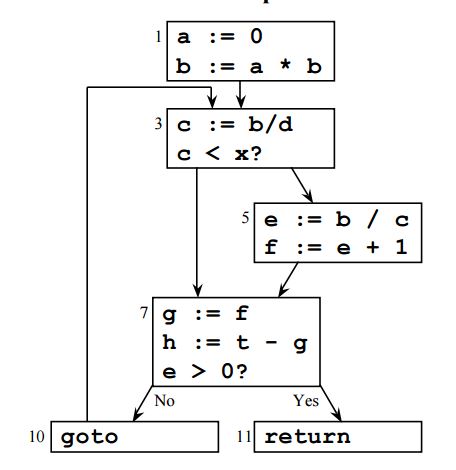 1 a := 0
b := a * b
3 c := b/d
c < x?
5 e := b / c
f := e + 1
7 g := f
h := t - g
e > 0?
No Yes
10 goto
11 return